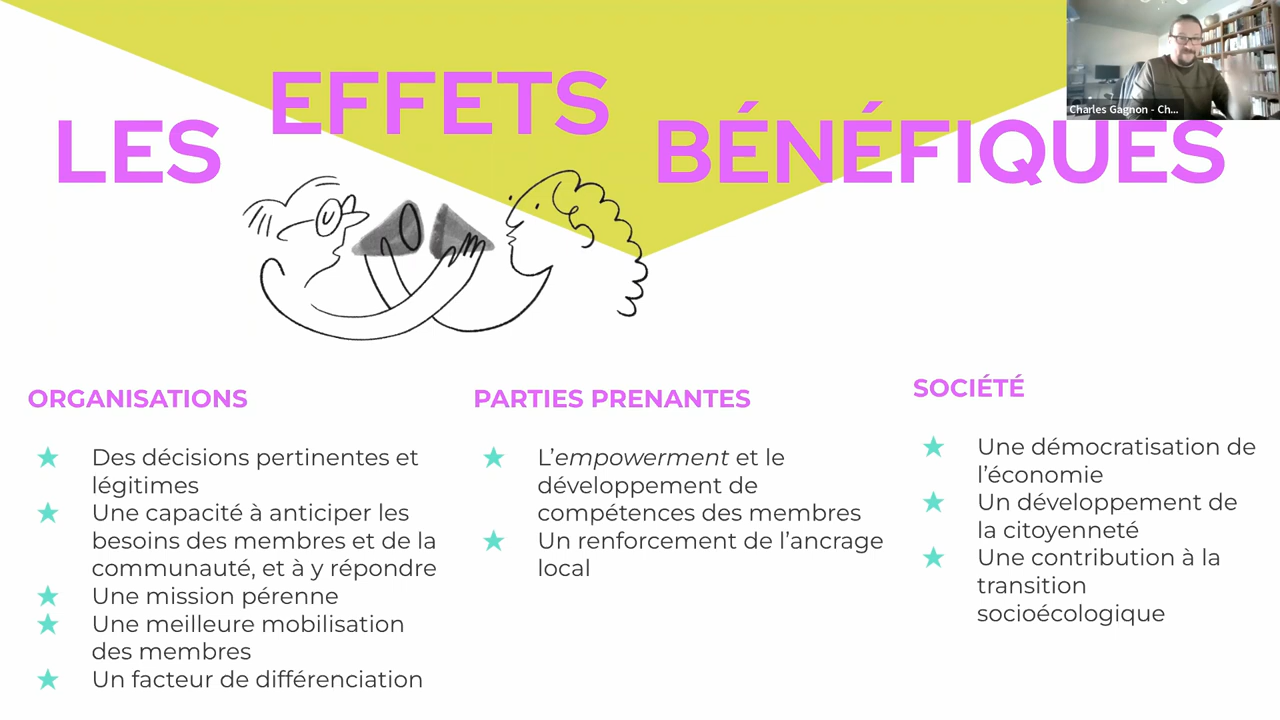 LES EFFETS BÉNÉFIQUES
Charles Gagnon - Ch...
ORGANISATIONS
Des décisions pertinentes et
légitimes
Une capacité à anticiper les
besoins des membres et de la
communauté, et à y répondre
Une mission pérenne
Une meilleure mobilisation
des membres
Un facteur de différenciation
PARTIES PRENANTES
L’empowerment et le
développement de
compétences des membres
Un renforcement de l’ancrage
local
SOCIÉTÉ
Une démocratisation de
l’économie
Un développement de
la citoyenneté
Une contribution à la
transition
socioécologique